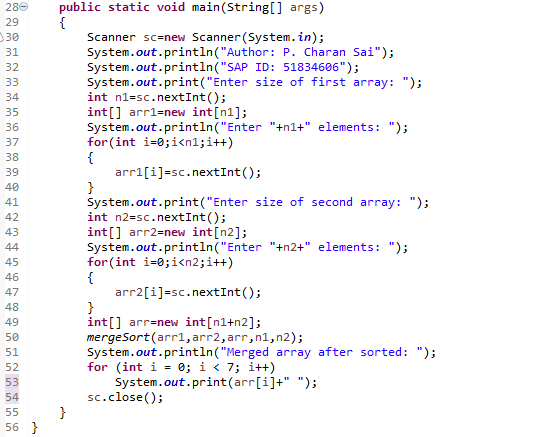 28    public static void main(String[] args)
29    {
30        Scanner sc=new Scanner(System.in);
31        System.out.println("Author: P. Charan Sai");
32        System.out.println("SAP ID: 51834606");
33        System.out.print("Enter size of first array: ");
34        int n1=sc.nextInt();
35        int[] arr1=new int[n1];
36        System.out.println("Enter "+n1+" elements: ");
37        for(int i=0;i<n1;i++)
38        {
39            arr1[i]=sc.nextInt();
40        }
41        System.out.print("Enter size of second array: ");
42        int n2=sc.nextInt();
43        int[] arr2=new int[n2];
44        System.out.println("Enter "+n2+" elements: ");
45        for(int i=0;i<n2;i++)
46        {
47            arr2[i]=sc.nextInt();
48        }
49        int[] arr=new int[n1+n2];
50        mergeSort(arr1,arr2,arr,n1,n2);
51        System.out.println("Merged array after sorted: ");
52        for (int i = 0; i < 7; i++)
53            System.out.print(arr[i]+" ");
54        sc.close();
55    }
56 }